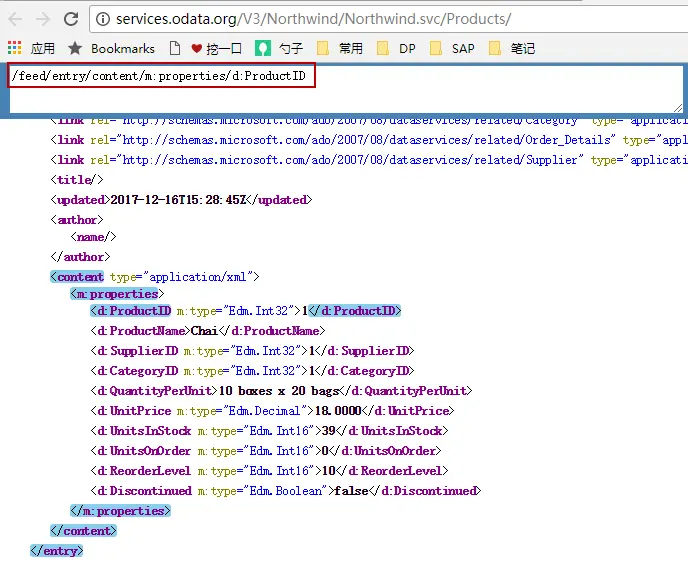 services.odata.org/V3/Northwind/Northwind.svc/Products/
应用 Bookmarks 挖一口 勺子 常用 DP SAP 笔记
/feed/entry/content/m:properties/d:ProductID
<link rel="http://schemas.microsoft.com/ado/2007/08/dataservices/related/Category" type="applicatio
<link rel="http://schemas.microsoft.com/ado/2007/08/dataservices/related/Order_Details" type="appl
<link rel="http://schemas.microsoft.com/ado/2007/08/dataservices/related/Supplier" type="applicatio
<title/>
<updated>2017-12-16T15:28:45Z</updated>
<author>
<name/>
</author>
<content type="application/xml">
<m:properties>
<d:ProductID m:type="Edm.Int32">1</d:ProductID>
<d:ProductName>Chai</d:ProductName>
<d:SupplierID m:type="Edm.Int32">1</d:SupplierID>
<d:CategoryID m:type="Edm.Int32">1</d:CategoryID>
<d:QuantityPerUnit>10 boxes x 20 bags</d:QuantityPerUnit>
<d:UnitPrice m:type="Edm.Decimal">18.0000</d:UnitPrice>
<d:UnitsInStock m:type="Edm.Int16">39</d:UnitsInStock>
<d:UnitsOnOrder m:type="Edm.Int16">0</d:UnitsOnOrder>
<d:ReorderLevel m:type="Edm.Int16">10</d:ReorderLevel>
<d:Discontinued m:type="Edm.Boolean">false</d:Discontinued>
</m:properties>
</content>
</entry>